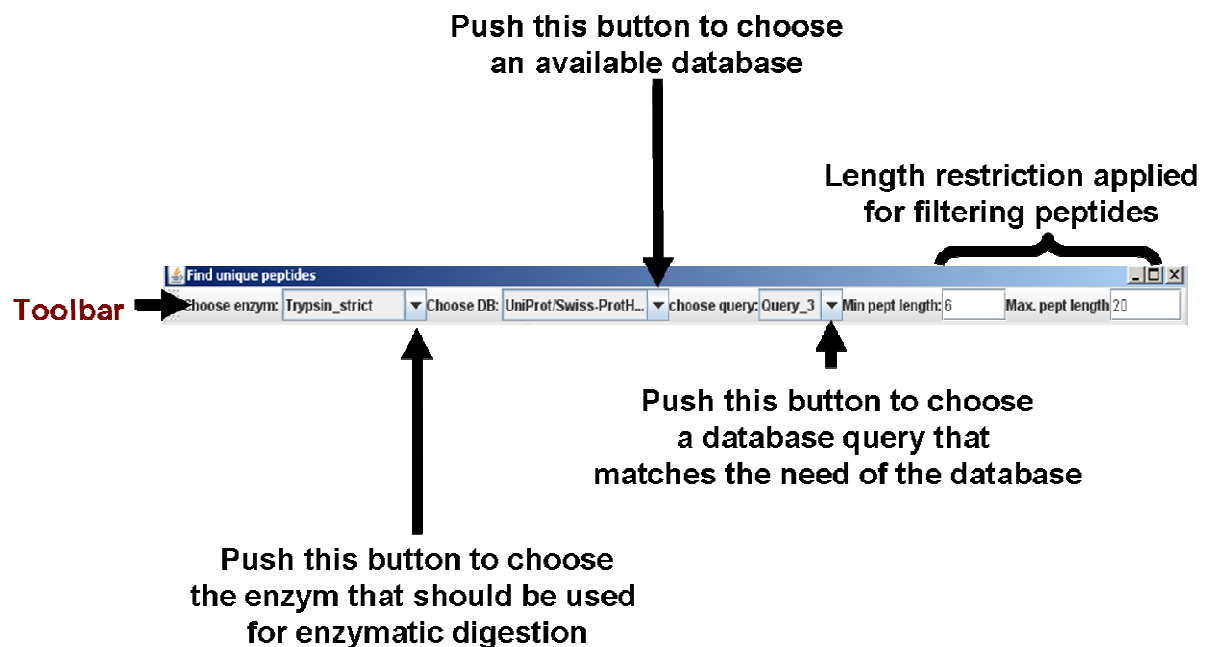 Push this button to choose
an available database
Length restriction applied
for filtering peptides
Find unique peptides
Toolbar
Choose enzym: Trypsin_strict Choose DB: UniProt/Swiss-ProtH... choose query: Query_3 Min pept length: 6 Max. pept length 20
Push this button to choose
a database query that
matches the need of the database
Push this button to choose
the enzym that should be used
for enzymatic digestion